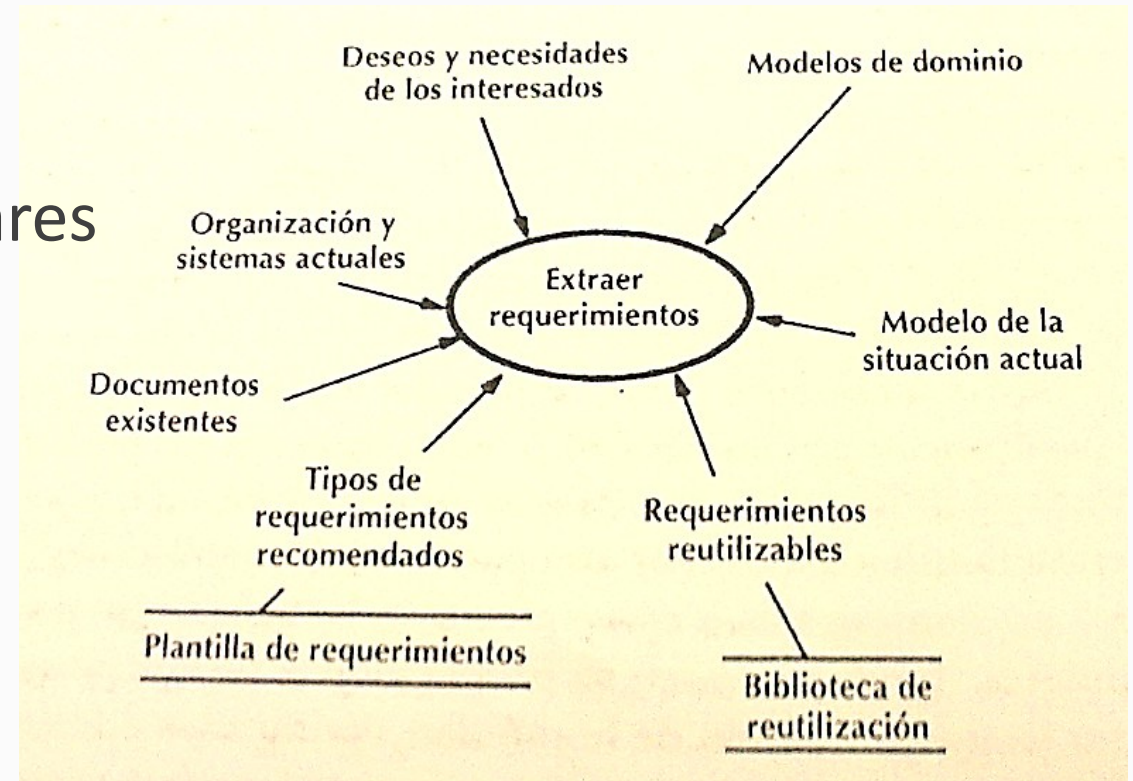 Deseos y necesidades
de los interesados
Modelos de dominio
ares
Organización y
sistemas actuales
Extraer
requerimientos
Modelo de la
situación actual
Documentos
existentes
Tipos de
requerimientos
recomendados
Requerimientos
reutilizables
Plantilla de requerimientos
Biblioteca de
reutilización